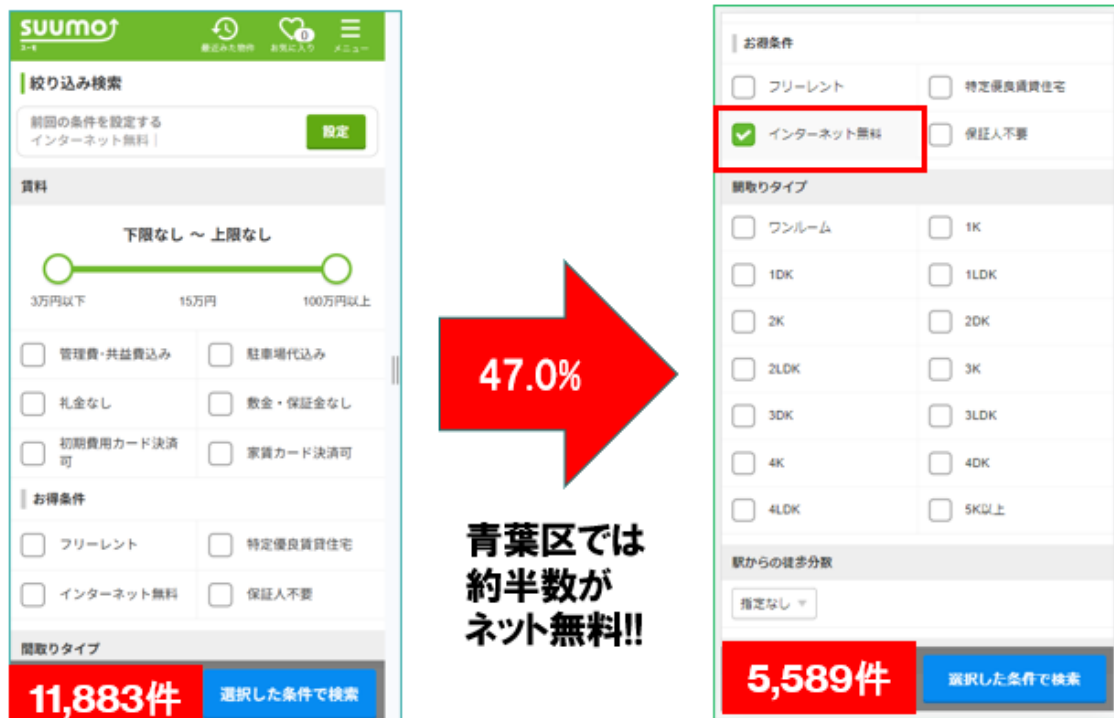 suumo
スーモ
最近みた物件
お気に入り
0
メニュー
絞り込み検索
前回の条件を設定する
インターネット無料｜
設定
賃料
下限なし ～ 上限なし
3万円以下
15万円
100万円以上
管理費・共益費込み
駐車場代込み
礼金なし
敷金・保証金なし
初期費用カード決済
可
家賃カード決済可
お得条件
フリーレント
特定優良賃貸住宅
インターネット無料
保証人不要
間取りタイプ
11,883件
選択した条件で検索
47.0%
青葉区では
約半数が
ネット無料!!
お得条件
フリーレント
特定優良賃貸住宅
インターネット無料
保証人不要
間取りタイプ
ワンルーム
1K
1DK
1LDK
2K
2DK
2LDK
3K
3DK
3LDK
4K
4DK
4LDK
5K以上
駅からの徒歩分数
指定なし
5,589件
選択した条件で検索